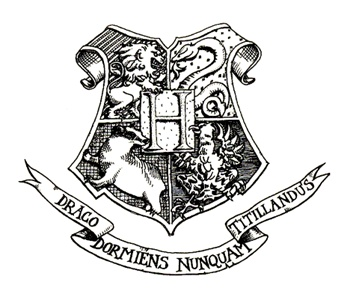 H
DRACO
DORMIENS NUNQUAM
TITILLANDUS